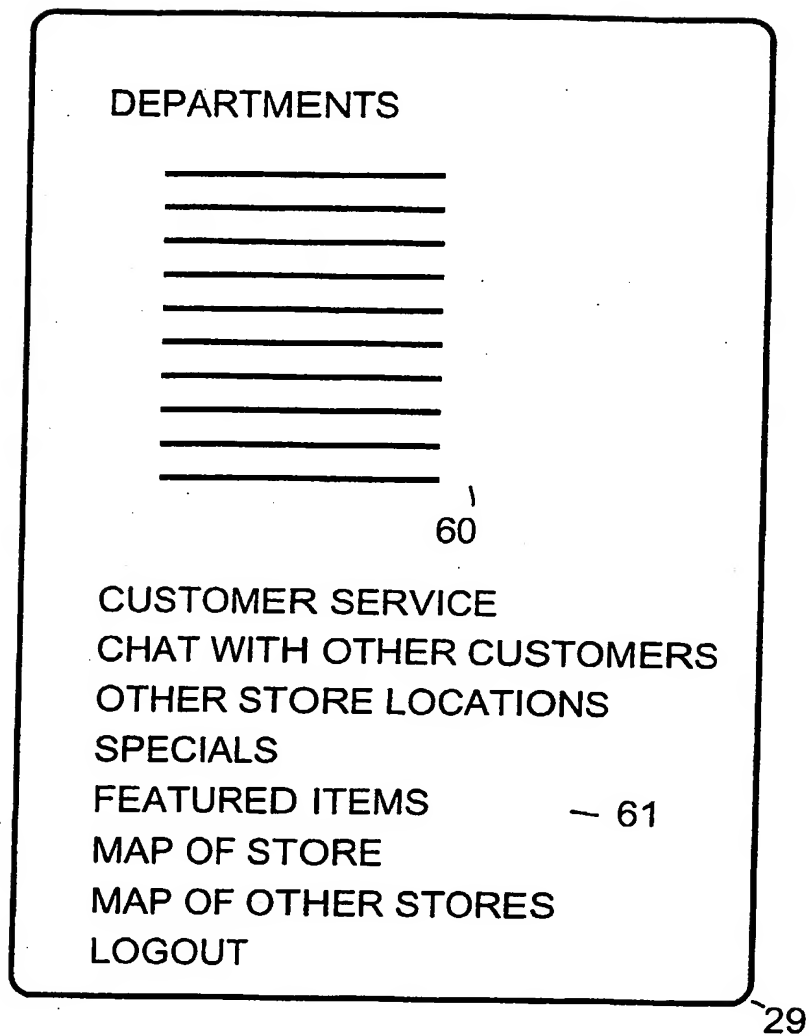 DEPARTMENTS
60
CUSTOMER SERVICE
CHAT WITH OTHER CUSTOMERS
OTHER STORE LOCATIONS
SPECIALS
FEATURED ITEMS
61
MAP OF STORE
MAP OF OTHER STORES
LOGOUT
29